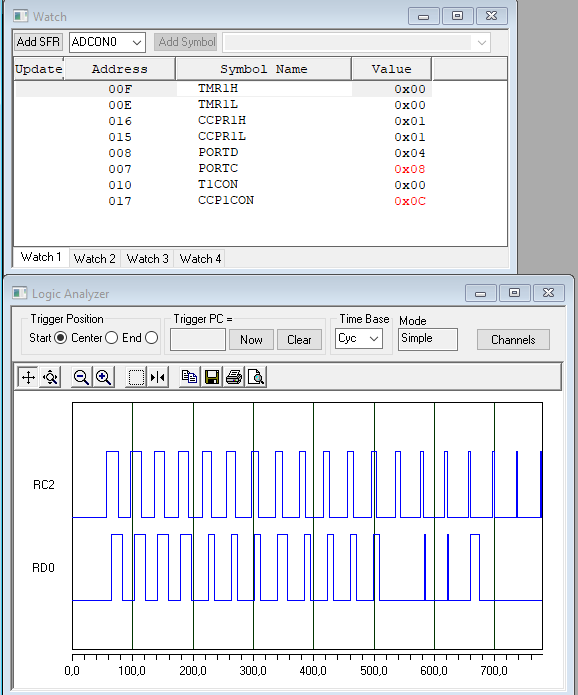 Watch
Add SFR ADCON0 Add Symbol
Update Address Symbol Name Value
00F TMR1H 0x00
00E TMR1L 0x00
016 CCPR1H 0x01
015 CCPR1L 0x01
008 PORTD 0x04
007 PORTC 0x08
010 T1CON 0x00
017 CCP1CON 0x0C
Watch 1 Watch 2 Watch 3 Watch 4
Logic Analyzer
Trigger Position Trigger PC = Time Base Mode
Start Center End Now Clear Cyc Simple Channels
RC2
RD0
0,0 100,0 200,0 300,0 400,0 500,0 600,0 700,0